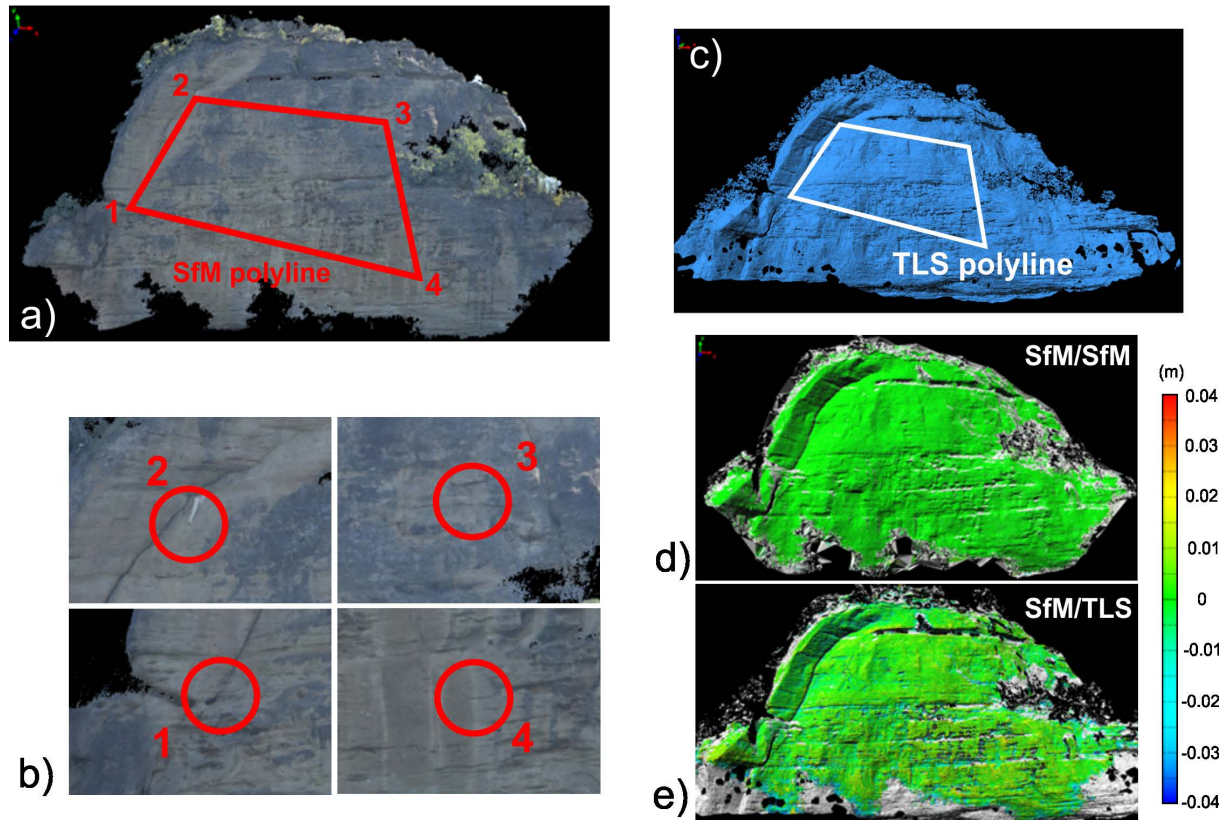 a)
1
2
3
4
SfM polyline
b)
2
3
1
4
c)
TLS polyline
d)
SfM/SfM
e)
SfM/TLS
(m)
0.04
0.03
0.02
0.01
0
-0.01
-0.02
-0.03
-0.04